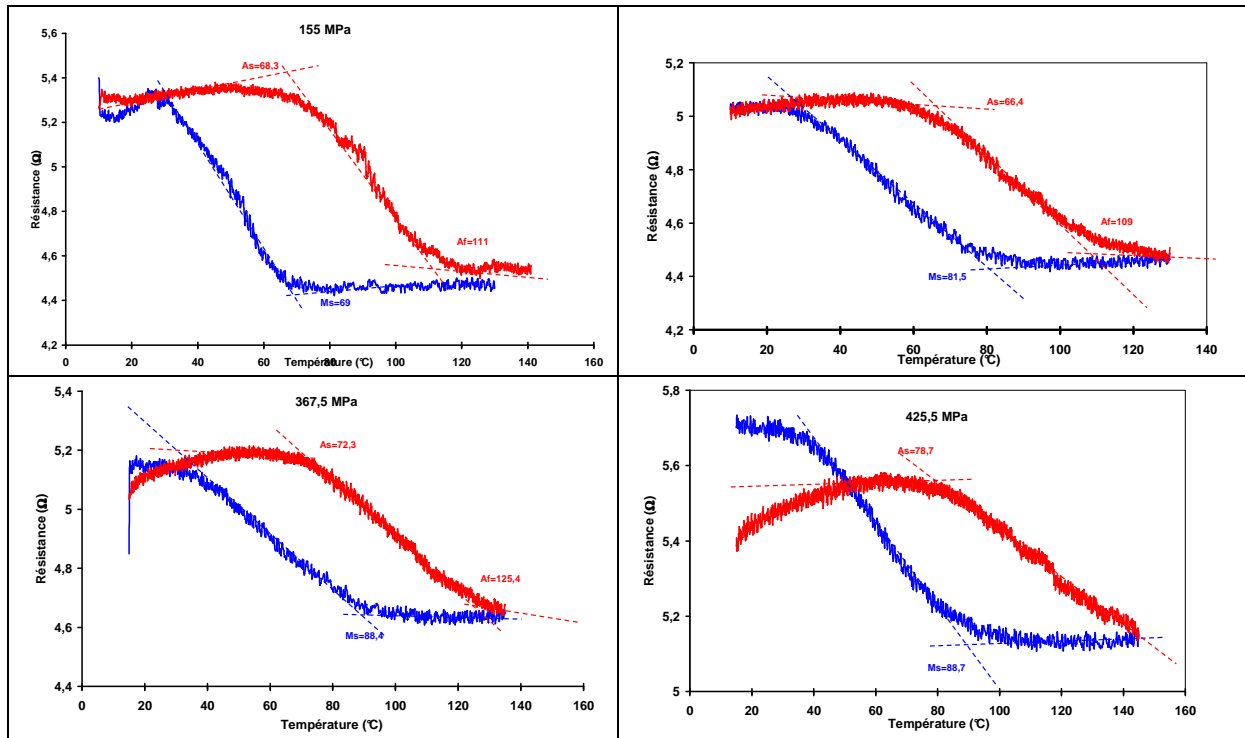 155 MPa
5,6
5,4
5,2
5
4,8
4,6
4,4
4,2
Résistance (Ω)
As=68,3
Af=111
Ms=69
0 20 40 60 80 100 120 140 160
Température (°C)
5,2
5
4,8
4,6
4,4
4,2
Résistance (Ω)
As=66,4
Af=109
Ms=81,5
0 20 40 60 80 100 120 140
Température (°C)
367,5 MPa
5,4
5,2
5
4,8
4,6
4,4
Résistance (Ω)
As=72,3
Af=125,4
Ms=88,4
0 20 40 60 80 100 120 140 160
Température (°C)
425,5 MPa
5,8
5,6
5,4
5,2
5
Résistance (Ω)
As=78,7
Ms=88,7
0 20 40 60 80 100 120 140 160
Température (°C)